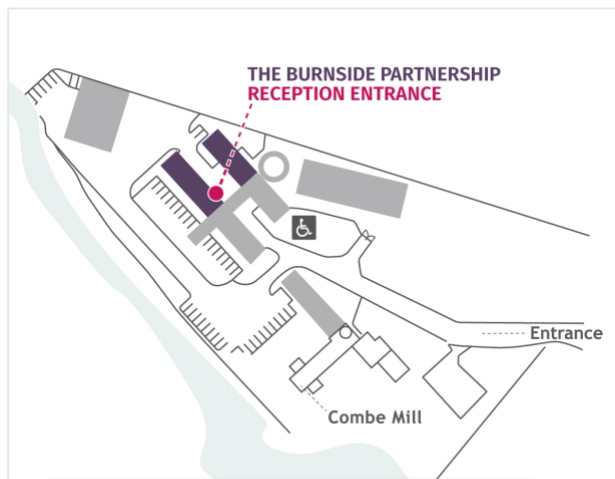 THE BURNSIDE PARTNERSHIP
RECEPTION ENTRANCE
Entrance
Combe Mill